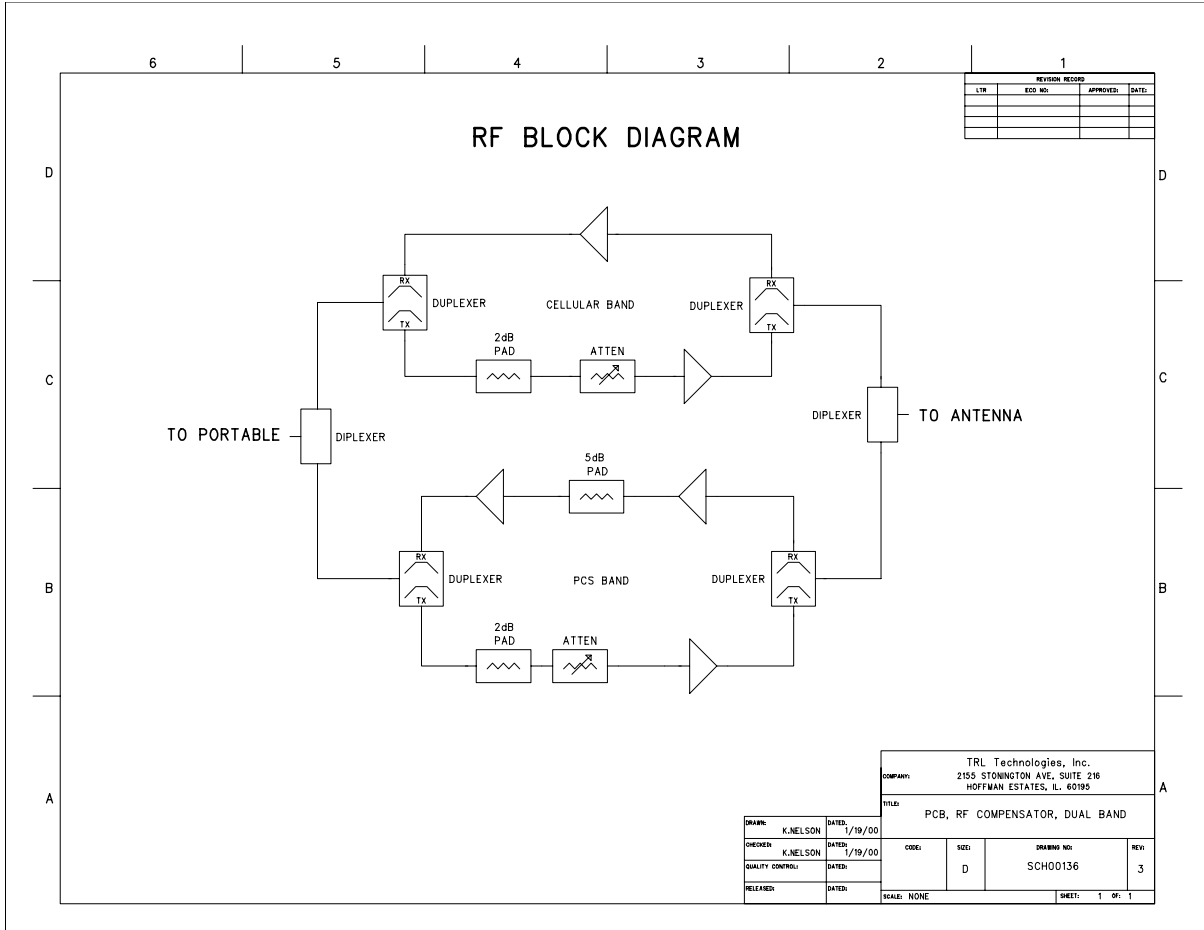 6 5 4 3 2 1
REVISION RECORD
LTR ECO NO: APPROVED: DATE:
RF BLOCK DIAGRAM
D D
RX RX
DUPLEXER CELLULAR BAND DUPLEXER
TX TX
2dB
PAD ATTEN
C C
DIPLEXER TO ANTENNA
TO PORTABLE DIPLEXER
5dB
PAD
RX RX
DUPLEXER PCS BAND DUPLEXER
B B
TX TX
2dB
PAD ATTEN
A A
TRL Technologies, Inc.
COMPANY: 2155 STONINGTON AVE, SUITE 216
HOFFMAN ESTATES, IL. 60195
TITLE:
PCB, RF COMPENSATOR, DUAL BAND
DRAWN: K.NELSON DATED: 1/19/00
CHECKED: K.NELSON DATED: 1/19/00
QUALITY CONTROL: DATED:
RELEASED: DATED:
CODE: SIZE: DRAWING NO: REV:
D SCH00136 3
SCALE: NONE SHEET: 1 OF: 1